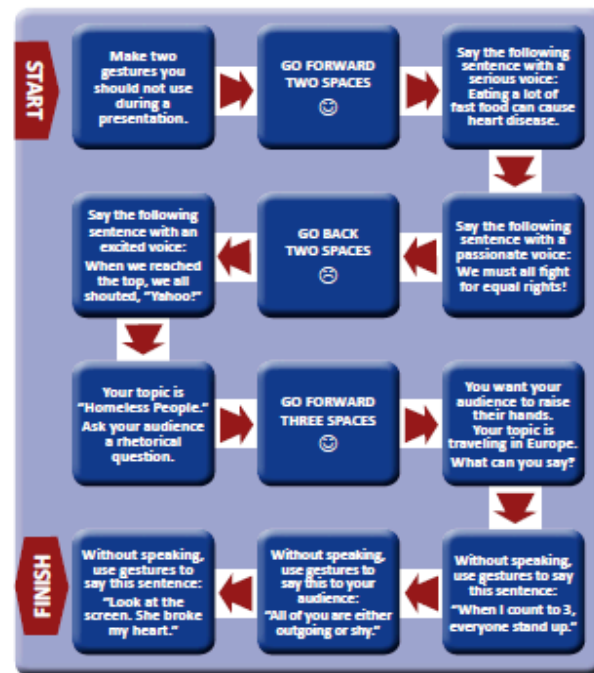 START
Make two
gestures you
should not use
during a
presentation.
GO FORWARD
TWO SPACES
☺
Say the following
sentence with a
serious voice:
Eating a lot of
fast food can cause
heart disease.
Say the following
sentence with a
passionate voice:
We must all fight
for equal rights!
GO BACK
TWO SPACES
☹
Say the following
sentence with an
excited voice:
When we reached
the top, we all
shouted, “Yahoo!”
Your topic is
“Homeless People.”
Ask your audience
a rhetorical
question.
GO FORWARD
THREE SPACES
☺
You want your
audience to raise
their hands.
Your topic is
traveling in Europe.
What can you say?
Without speaking,
use gestures to say
this sentence:
“When I count to 3,
everyone stand up.”
Without speaking,
use gestures to
say this to your
audience:
“All of you are either
outgoing or shy.”
Without speaking,
use gestures to
say this sentence:
“Look at the
screen. She broke
my heart.”
FINISH